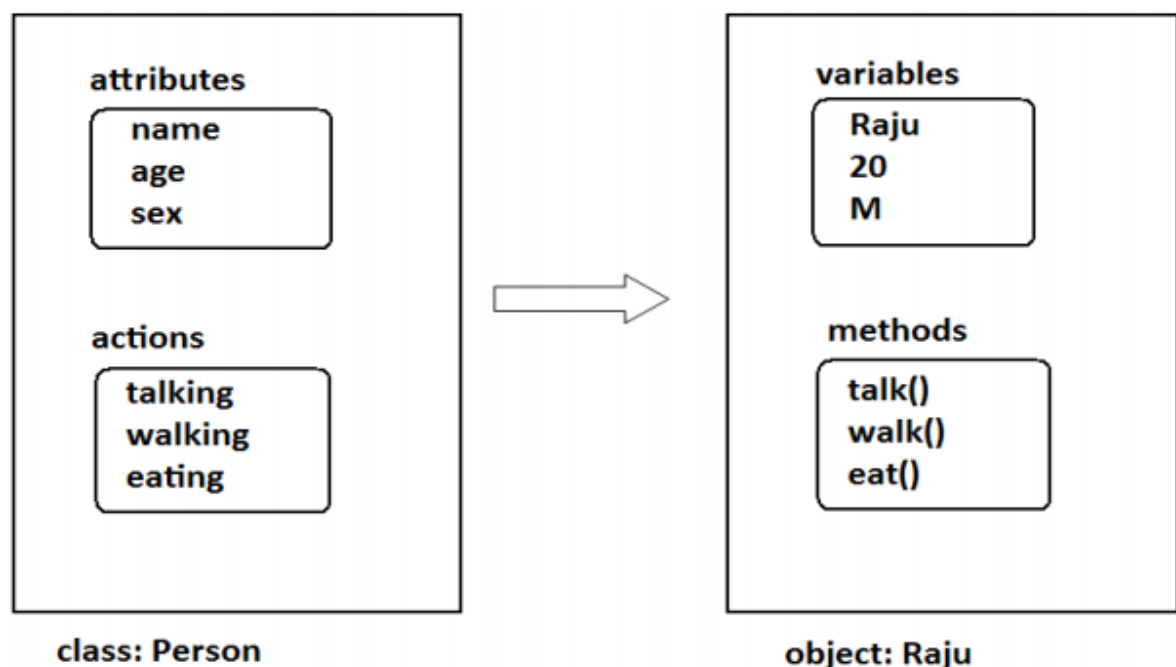 attributes
name
age
sex
actions
talking
walking
eating
class: Person
variables
Raju
20
M
methods
talk()
walk()
eat()
object: Raju